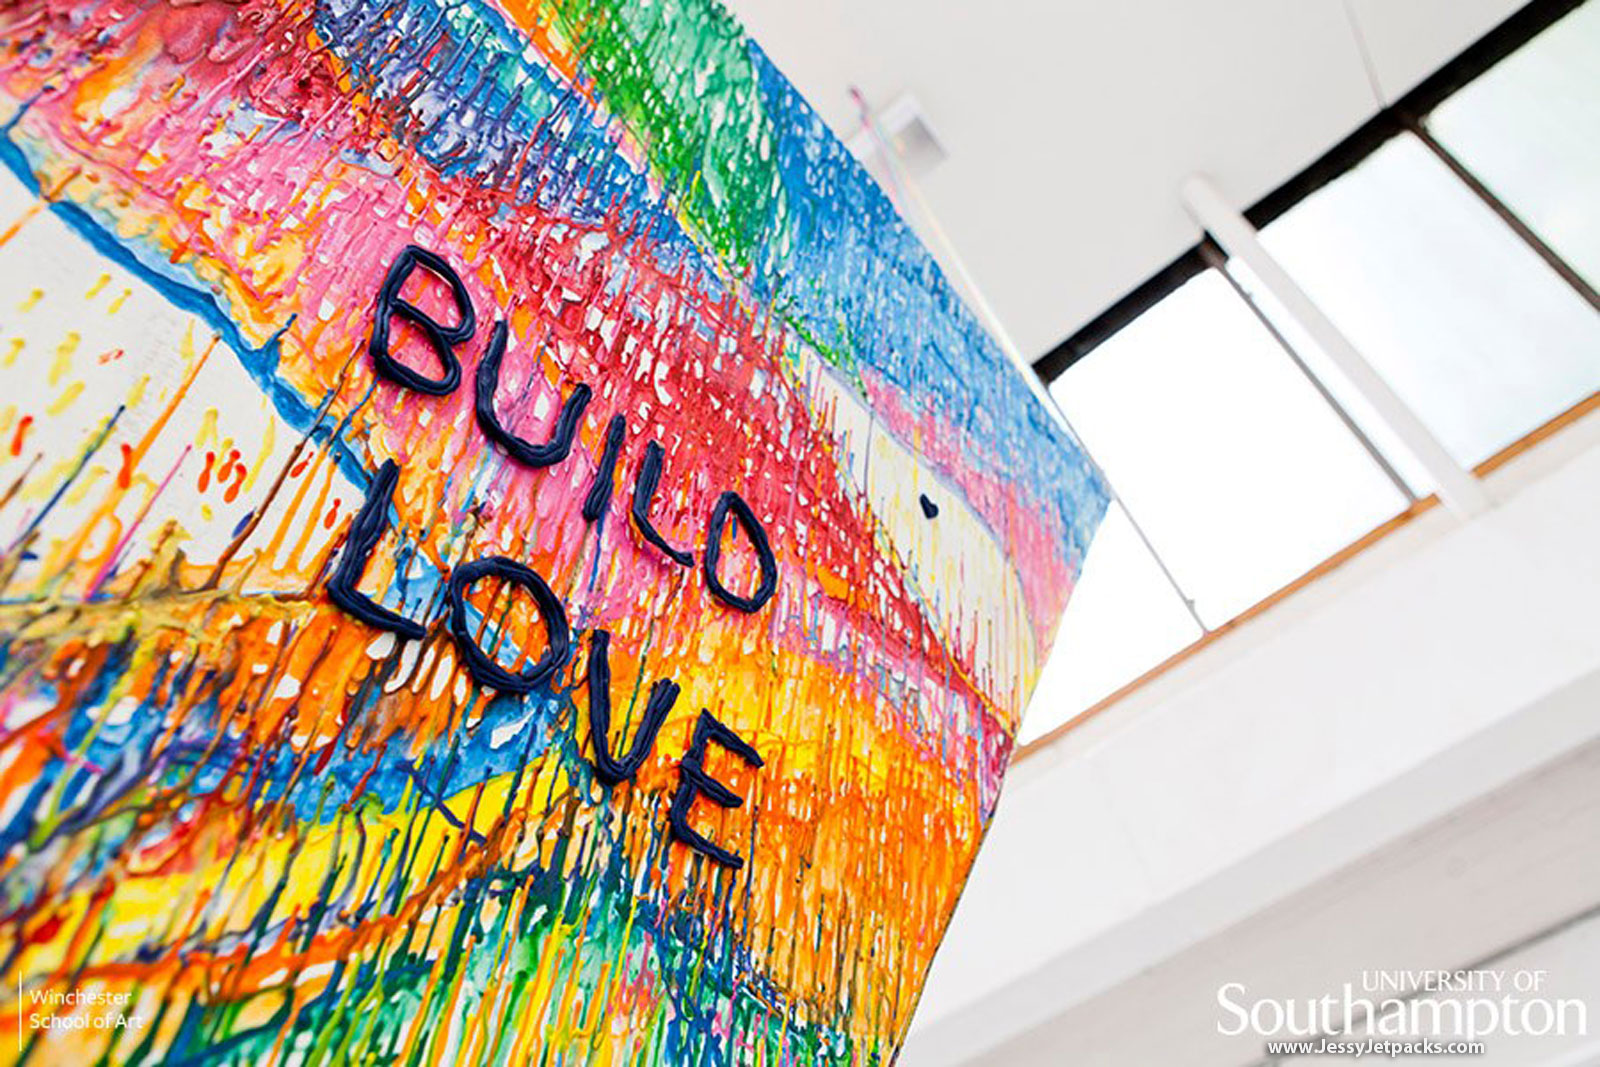 BUILD
LOVE
Winchester
School of Art
UNIVERSITY OF
Southampton
www.JessyJetpacks.com